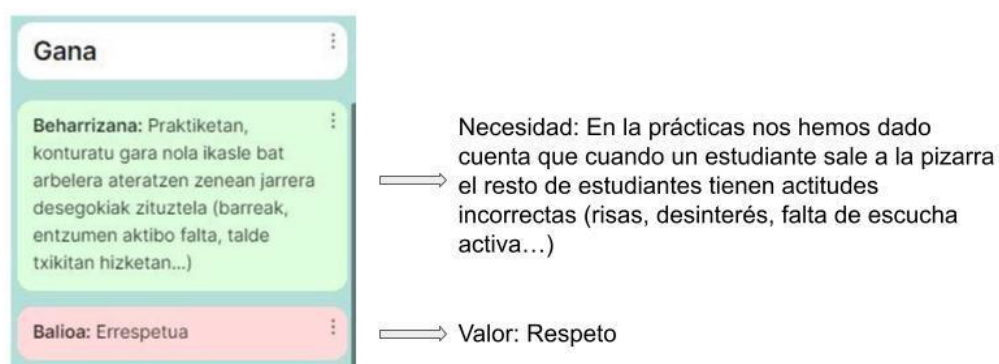 Gana
Beharrizana: Praktiketan,
konturatu gara nola ikasle bat
arbelera ateratzen zenean jarrera
desegokiak zituztela (barreak,
entzumen aktibo falta, talde
txikitan hizketan...)
Necesidad: En la prácticas nos hemos dado
cuenta que cuando un estudiante sale a la pizarra
el resto de estudiantes tienen actitudes
incorrectas (risas, desinterés, falta de escucha
activa…)
Balioa: Errespetua
Valor: Respeto